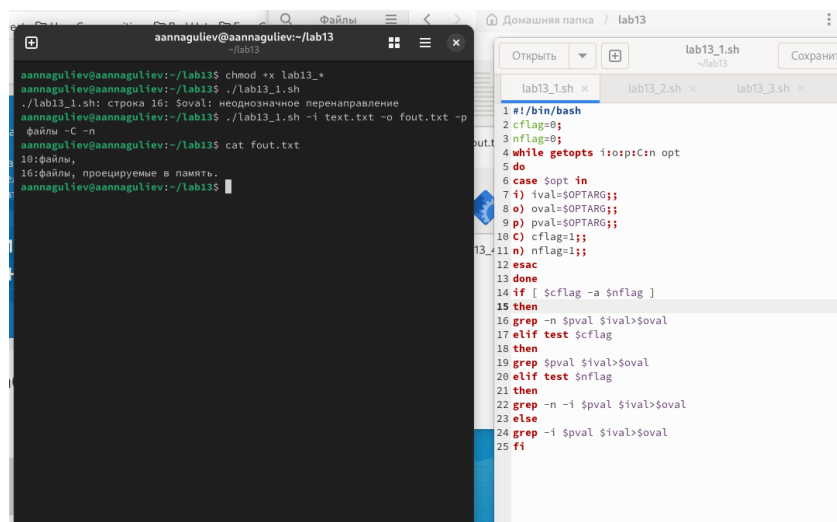 Файлы
Домашняя папка / lab13
aannaguliev@aannaguliev:~/lab13
~/lab13
aannaguliev@aannaguliev:~/lab13$ chmod +x lab13_*
aannaguliev@aannaguliev:~/lab13$ ./lab13_1.sh
./lab13_1.sh: строка 16: $oval: неоднозначное перенаправление
aannaguliev@aannaguliev:~/lab13$ ./lab13_1.sh -i text.txt -o fout.txt -p
файлы -C -n
aannaguliev@aannaguliev:~/lab13$ cat fout.txt
10:файлы,
16:файлы, проецируемые в память.
aannaguliev@aannaguliev:~/lab13$
Открыть
lab13_1.sh
~/lab13
lab13_1.sh × lab13_2.sh × lab13_3.sh ×
1 #!/bin/bash
2 cflag=0;
3 nflag=0;
4 while getopts i:o:p:C:n opt
5 do
6 case $opt in
7 i) ival=$OPTARG;;
8 o) oval=$OPTARG;;
9 p) pval=$OPTARG;;
10 C) cflag=1;;
11 n) nflag=1;;
12 esac
13 done
14 if [ $cflag -a $nflag ]
15 then
16 grep -n $pval $ival>$oval
17 elif test $cflag
18 then
19 grep $pval $ival>$oval
20 elif test $nflag
21 then
22 grep -n -i $pval $ival>$oval
23 else
24 grep -i $pval $ival>$oval
25 fi